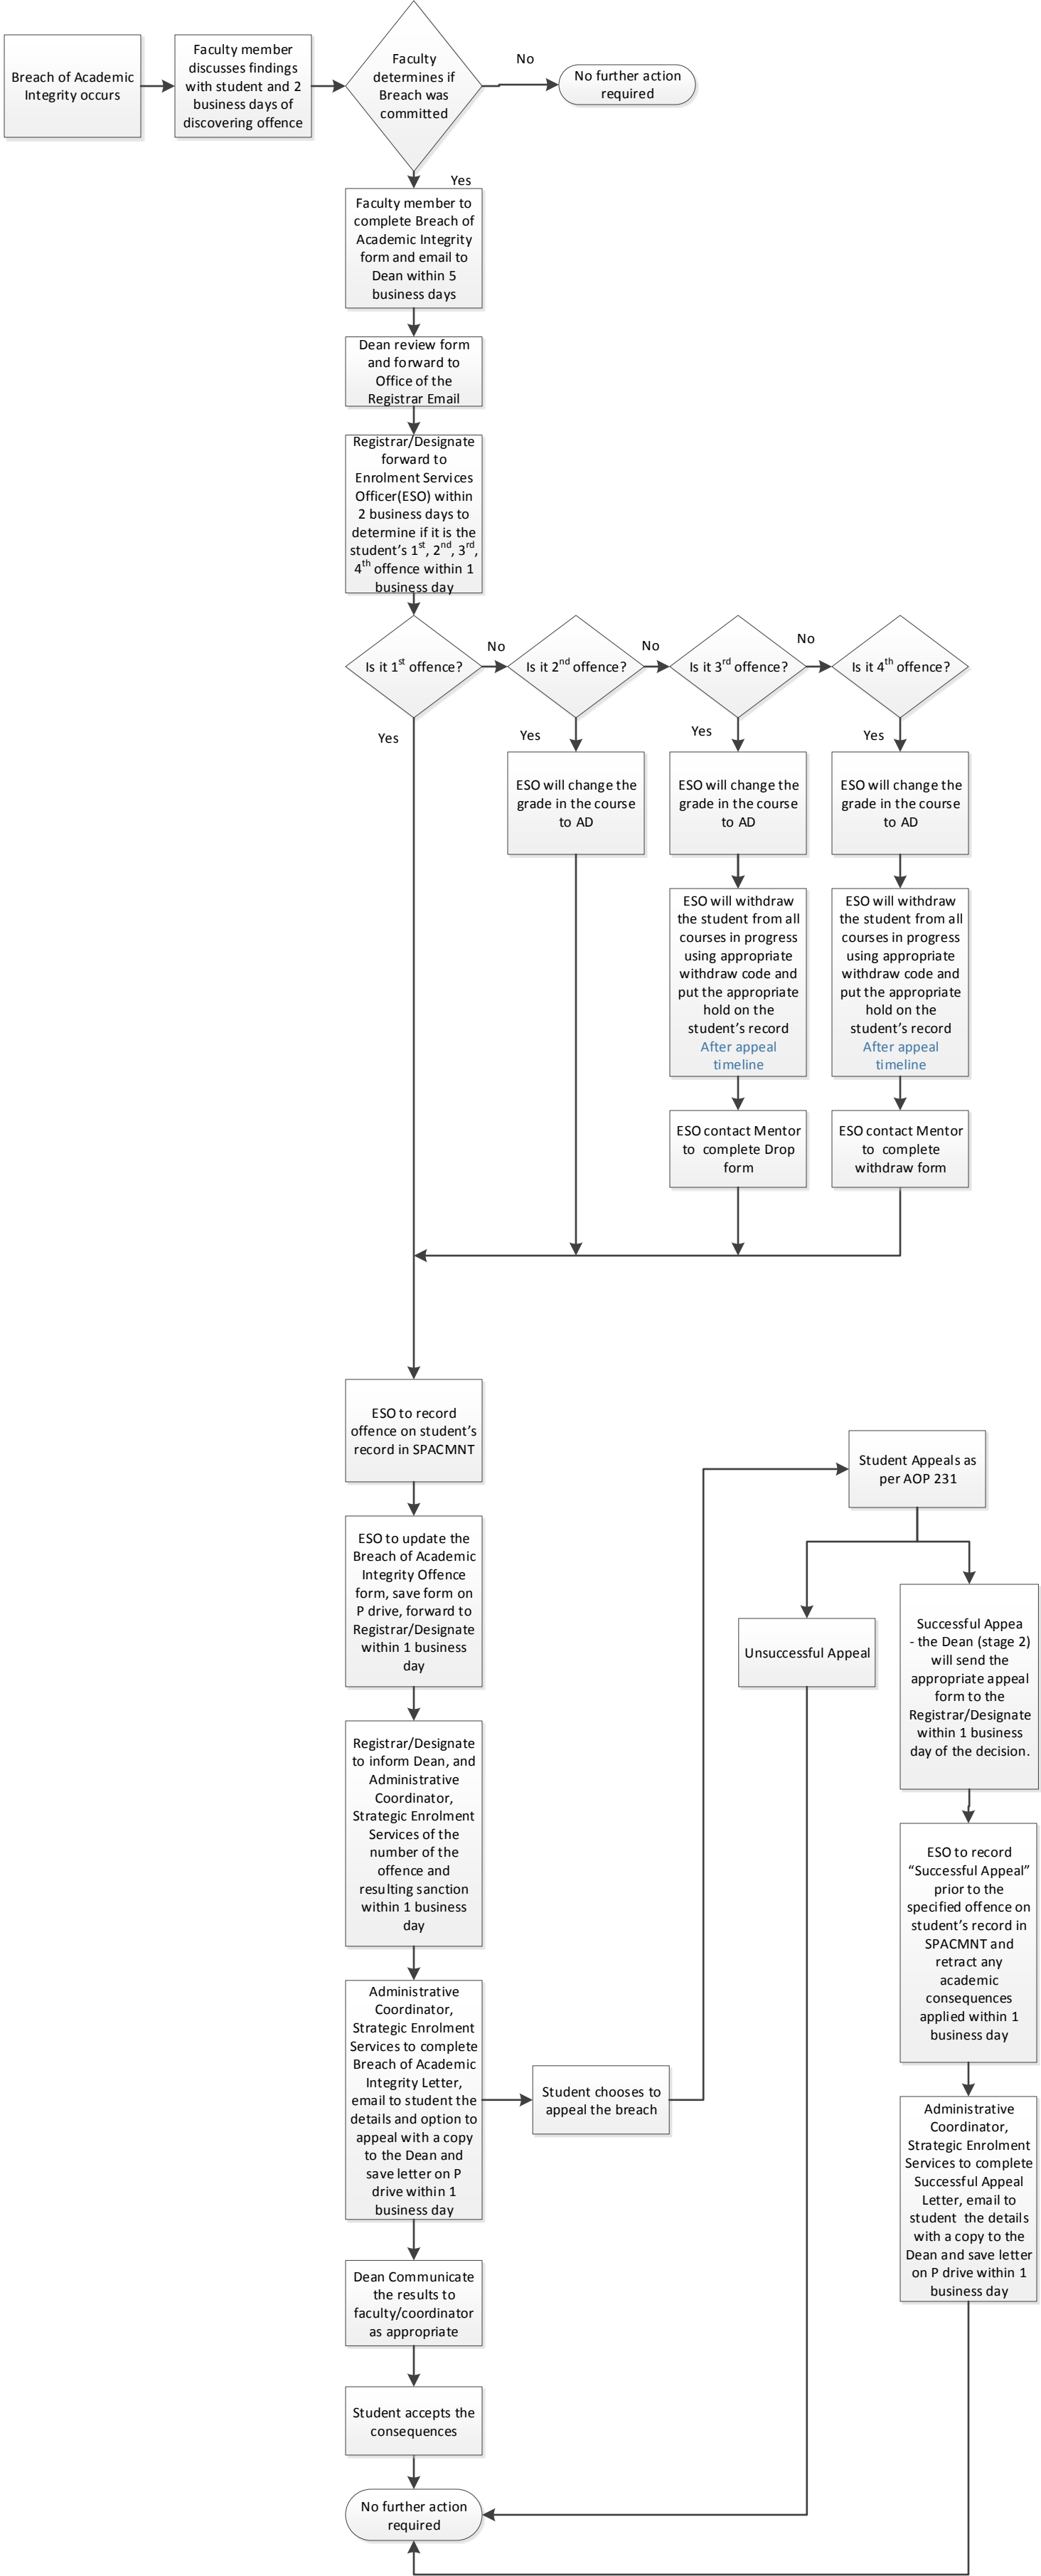 Breach of Academic
Integrity occurs
Faculty member
discusses findings
with student and 2
business days of
discovering offence
Faculty
determines if
Breach was
committed
No
No further action
required
Yes
Faculty member to
complete Breach of
Academic Integrity
form and email to
Dean within 5
business days
Dean review form
and forward to
Office of the
Registrar Email
Registrar/Designate
forward to
Enrolment Services
Officer(ESO) within
2 business days to
determine if it is the
student's 1st, 2nd, 3rd,
4th offence within 1
business day
Is it 1st offence?
No
Is it 2nd offence?
No
Is it 3rd offence?
No
Is it 4th offence?
Yes
Yes
Yes
Yes
ESO will change the
grade in the course
to AD
ESO will change the
grade in the course
to AD
ESO will change the
grade in the course
to AD
ESO will withdraw
the student from all
courses in progress
using appropriate
withdraw code and
put the appropriate
hold on the
student's record
After appeal
timeline
ESO will withdraw
the student from all
courses in progress
using appropriate
withdraw code and
put the appropriate
hold on the
student's record
After appeal
timeline
ESO contact Mentor
to complete Drop
form
ESO contact Mentor
to complete
withdraw form
ESO to record
offence on student's
record in SPACMNT
ESO to update the
Breach of Academic
Integrity Offence
form, save form on
P drive, forward to
Registrar/Designate
within 1 business
day
Registrar/Designate
to inform Dean, and
Administrative
Coordinator,
Strategic Enrolment
Services of the
number of the
offence and
resulting sanction
within 1 business
day
Administrative
Coordinator,
Strategic Enrolment
Services to complete
Breach of Academic
Integrity Letter,
email to student the
details and option to
appeal with a copy
to the Dean and
save letter on P
drive within 1
business day
Student chooses to
appeal the breach
Student Appeals as
per AOP 231
Unsuccessful Appeal
Successful Appea
- the Dean (stage 2)
will send the
appropriate appeal
form to the
Registrar/Designate
within 1 business
day of the decision.
ESO to record
“Successful Appeal”
prior to the
specified offence on
student's record in
SPACMNT and
retract any
academic
consequences
applied within 1
business day
Administrative
Coordinator,
Strategic Enrolment
Services to complete
Successful Appeal
Letter, email to
student the details
with a copy to the
Dean and save letter
on P drive within 1
business day
Dean Communicate
the results to
faculty/coordinator
as appropriate
Student accepts the
consequences
No further action
required